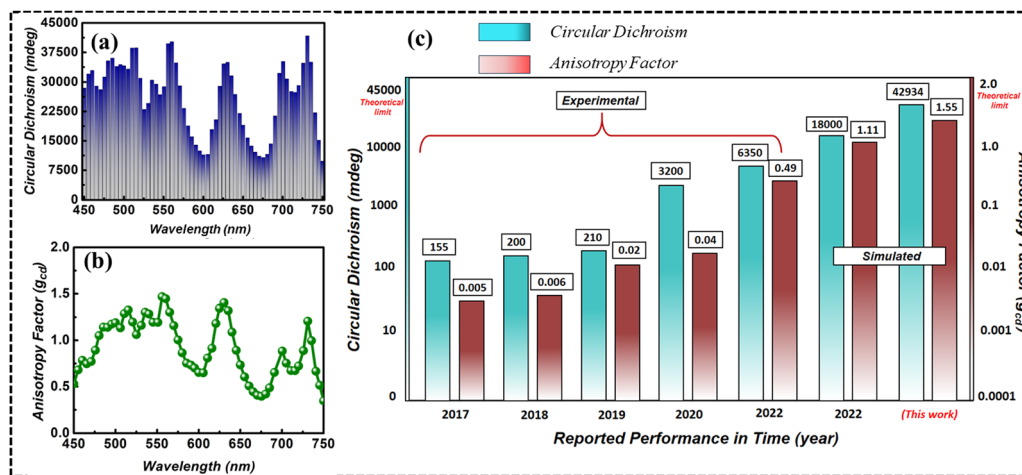 (a)
45000
37500
30000
22500
15000
7500
0
Circular Dichroism (mdeg)
450 500 550 600 650 700 750
Wavelength (nm)
(b)
2.0
1.5
1.0
0.5
0.0
Anisotropy Factor (gcd)
450 500 550 600 650 700 750
Wavelength (nm)
(c)
Circular Dichroism
Anisotropy Factor
45000
Theoretical
limit
10000
1000
100
10
0
Circular Dichroism (mdeg)
Experimental
155
0.005
200
0.006
210
0.02
3200
0.04
6350
0.49
18000
1.11
42934
1.55
Simulated
2.0
Theoretical
limit
1.0
0.1
0.01
0.001
0.0001
2017 2018 2019 2020 2022 2022 (This work)
Reported Performance in Time (year)